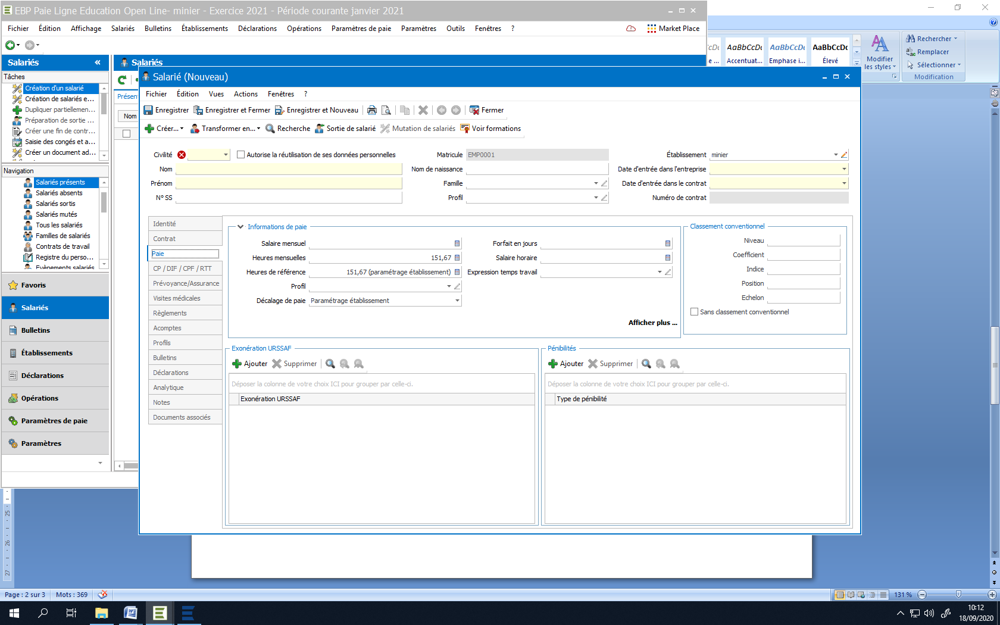 EBP Paie Ligne Education Open Line- minier - Exercice 2021 - Période courante janvier 2021
Fichier Édition Affichage Salariés Bulletins Établissements Déclarations Opérations Paramètres de paie Paramètres Outils Fenêtres ? Market Place
Salariés «
Tâches
Création d'un salarié
Création de salariés e...
Dupliquer partiellemen...
Préparation de sortie ...
Créer une fin de contr...
Saisie des congés et a...
Créer un document ad...
Navigation
Salariés présents
Salariés absents
Salariés sortis
Salariés mutés
Tous les salariés
Familles de salariés
Contrats de travail
Registre du perso...
Evènements salariés
Favoris
Salariés
Bulletins
Établissements
Déclarations
Opérations
Paramètres de paie
Paramètres
Salariés
Présen
Nom
Salarié (Nouveau)
Fichier Édition Vues Actions Fenêtres ?
Enregistrer Enregistrer et Fermer Enregistrer et Nouveau Fermer
Créer... Transformer en... Recherche Sortie de salarié Mutation de salariés Voir formations
Civilité Autorise la réutilisation de ses données personnelles Matricule EMP0001 Établissement minier
Nom Nom de naissance Date d'entrée dans l'entreprise
Prénom Famille Date d'entrée dans le contrat
N° SS Profil Numéro de contrat
Identité
Contrat
Paie
CP / DIF / CPF / RTT
Prévoyance/Assurance
Visites médicales
Règlements
Acomptes
Profils
Bulletins
Déclarations
Analytique
Notes
Documents associés
Informations de paie
Salaire mensuel Forfait en jours
Heures mensuelles 151,67 Salaire horaire
Heures de référence 151,67 (paramétrage établissement) Expression temps travail
Profil
Décalage de paie Paramétrage établissement
Afficher plus ...
Classement conventionnel
Niveau
Coefficient
Indice
Position
Echelon
Sans classement conventionnel
Exonération URSSAF
Ajouter Supprimer
Déposer la colonne de votre choix ICI pour grouper par celle-ci.
Exonération URSSAF
Pénibilités
Ajouter Supprimer
Déposer la colonne de votre choix ICI pour grouper par celle-ci.
Type de pénibilité
AaBbCcDc AaBbCcDc AaBbCcDc
e ... Accentuat... Emphase i... Élevé
Modifier
les styles
Rechercher
Remplacer
Sélectionner
Modification
25
26
27
Page : 2 sur 3 Mots : 369 131 %
10:12
18/09/2020